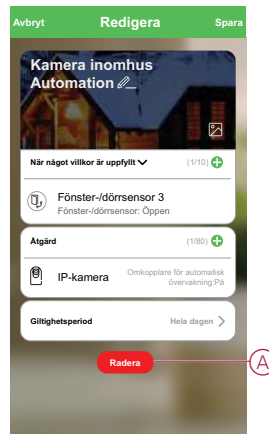 Avbryt Redigera Spara
Kamera inomhus
Automation
När något villkor är uppfyllt (1/10)
Fönster-/dörrsensor 3
Fönster-/dörrsensor: Öppen
Åtgärd (1/80)
IP-kamera Omkopplare för automatisk
övervakning:På
Giltighetsperiod Hela dagen
Radera
A